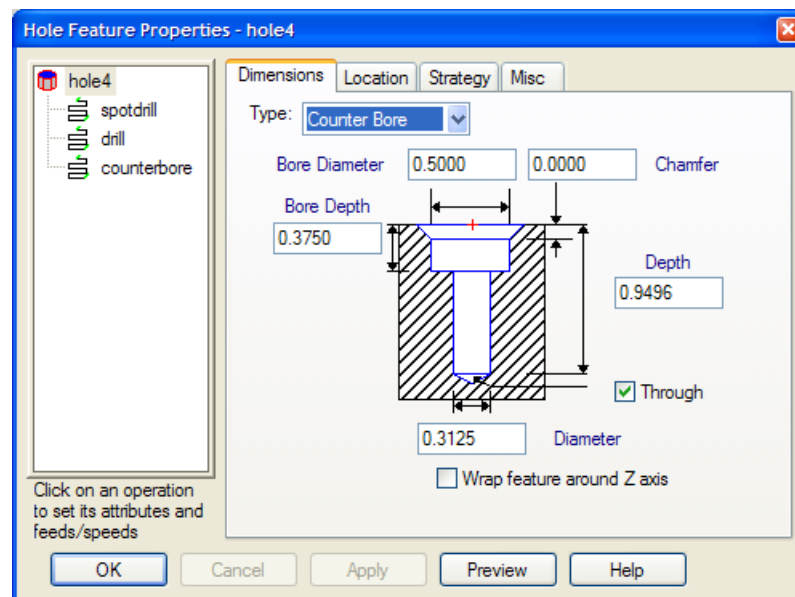 Hole Feature Properties - hole4
hole4
spotdrill
drill
counterbore
Click on an operation
to set its attributes and
feeds/speeds
Dimensions Location Strategy Misc
Type: Counter Bore
Bore Diameter 0.5000 0.0000 Chamfer
Bore Depth
0.3750
Depth
0.9496
Through
0.3125 Diameter
Wrap feature around Z axis
OK Cancel Apply Preview Help